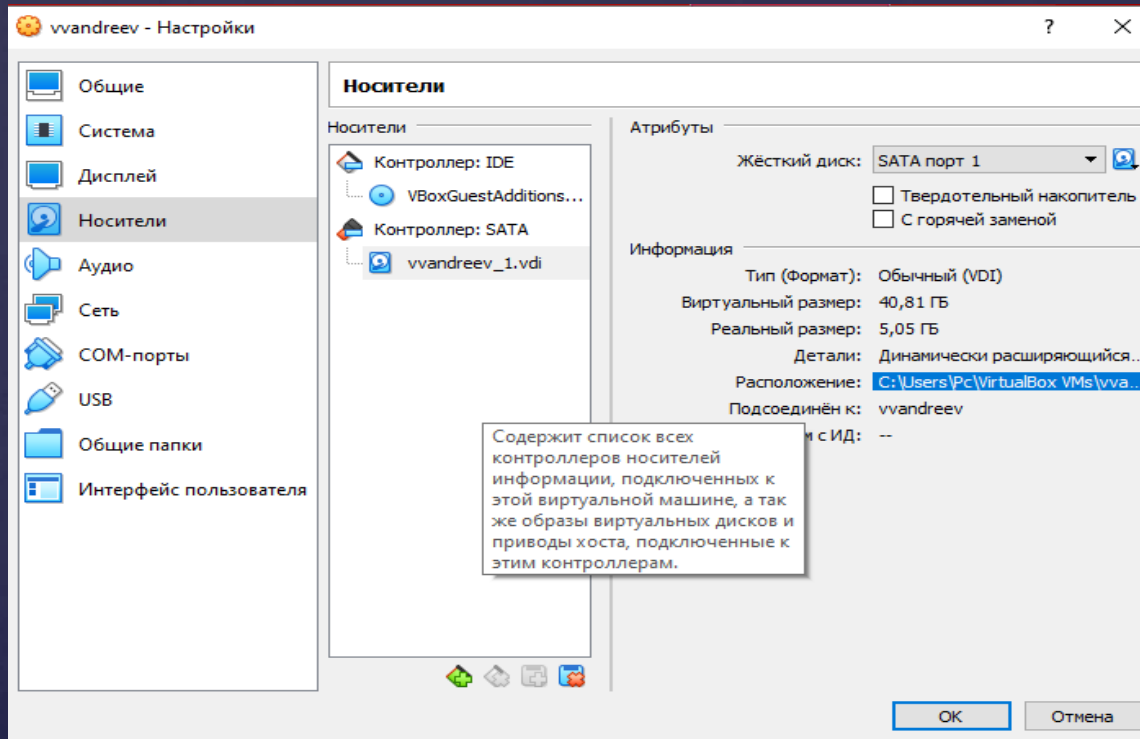 vvandreev - Настройки
?
Общие
Система
Дисплей
Носители
Аудио
Сеть
COM-порты
USB
Общие папки
Интерфейс пользователя
Носители
Носители
Контроллер: IDE
VBoxGuestAdditions...
Контроллер: SATA
vvandreev_1.vdi
Атрибуты
Жёсткий диск: SATA порт 1
Твердотельный накопитель
С горячей заменой
Информация
Тип (Формат): Обычный (VDI)
Виртуальный размер: 40,81 ГБ
Реальный размер: 5,05 ГБ
Детали: Динамически расширяющийся..
Расположение: C:\Users\Pc\VirtualBox VMs\vva...
Подсоединён к: vvandreev
с ИД: --
Содержит список всех
контроллеров носителей
информации, подключенных к
этой виртуальной машине, а так
же образы виртуальных дисков и
приводы хоста, подключенные к
этим контроллерам.
OK
Отмена